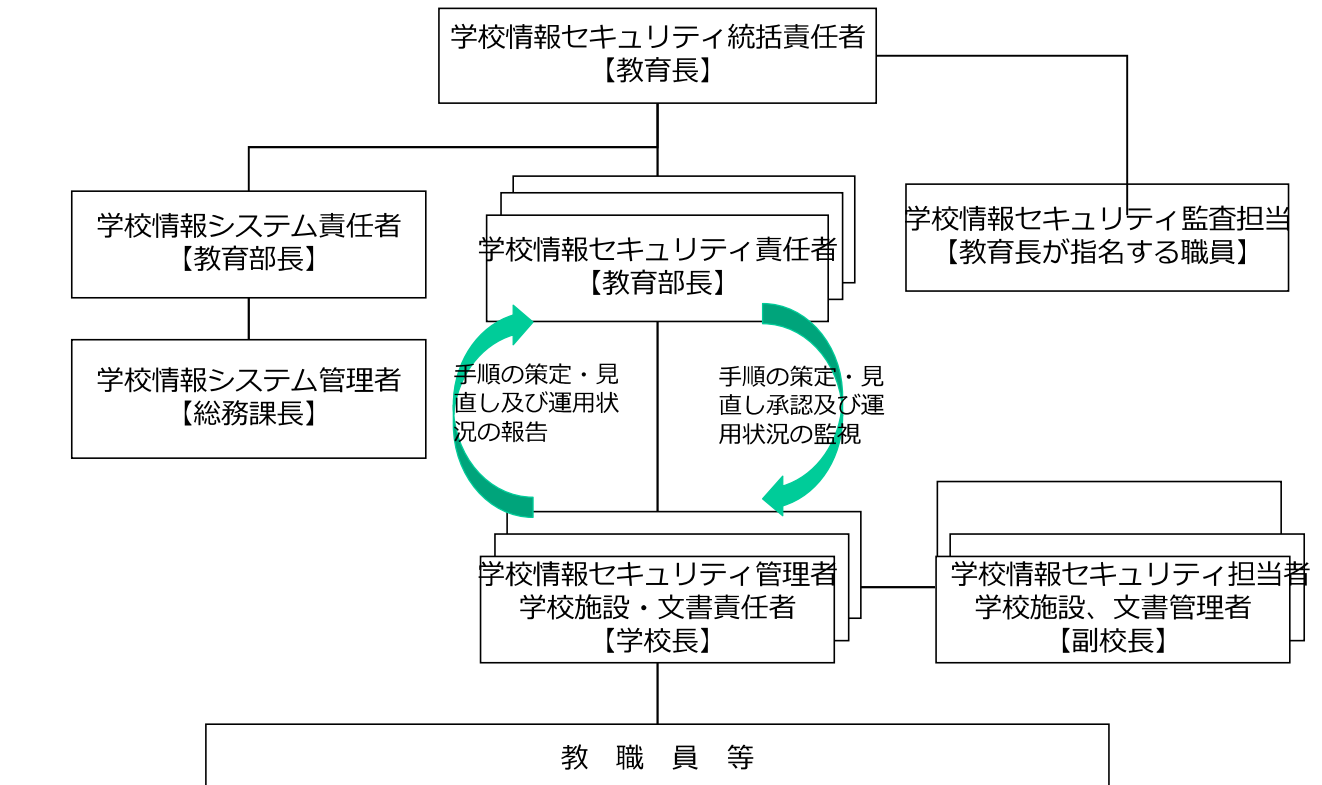 学校情報セキュリティ統括責任者
【教育長】
学校情報システム責任者
【教育部長】
学校情報セキュリティ責任者
【教育部長】
学校情報セキュリティ監査担当
【教育長が指名する職員】
学校情報システム管理者
【総務課長】
手順の策定・見
直し及び運用状
況の報告
手順の策定・見
直し承認及び運
用状況の監視
学校情報セキュリティ管理者
学校施設・文書責任者
【学校長】
学校情報セキュリティ担当者
学校施設、文書管理者
【副校長】
教　職　員　等